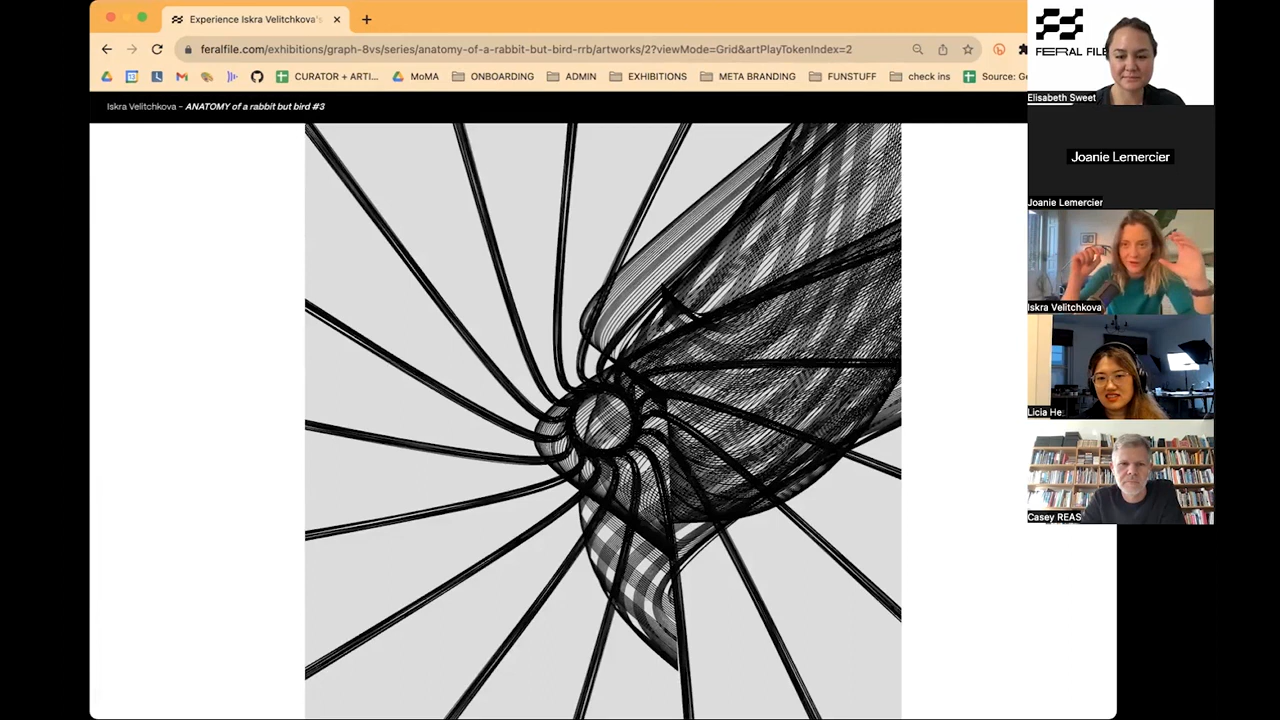 Experience Iskra Velitchkova's
feralfile.com/exhibitions/graph-8vs/series/anatomy-of-a-rabbit-but-bird-rrb/artworks/2?viewMode=Grid&artPlayTokenIndex=2
CURATOR + ARTI... MoMA ONBOARDING ADMIN EXHIBITIONS META BRANDING FUNSTUFF check ins Source: Ge
Iskra Velitchkova – ANATOMY of a rabbit but bird #3
FERAL FILE
Elisabeth Sweet
Joanie Lemercier
Joanie Lemercier
Iskra Velitchkova
Licia He
Casey REAS